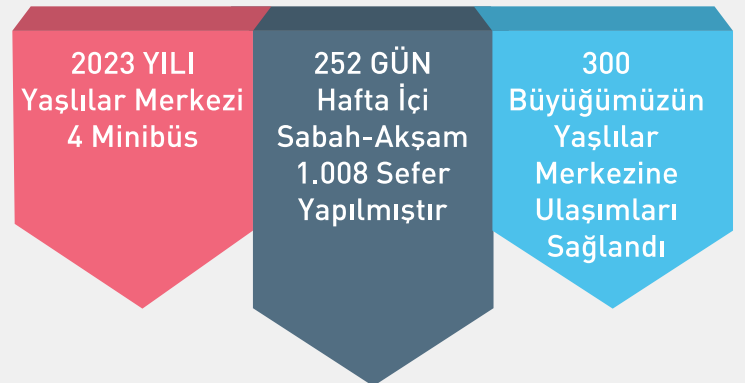 2023 YILI
Yaşlılar Merkezi
4 Minibüs
252 GÜN
Hafta İçi
Sabah-Akşam
1.008 Sefer
Yapılmıştır
300
Büyüğümüzün
Yaşlılar
Merkezine
Ulaşımları
Sağlandı